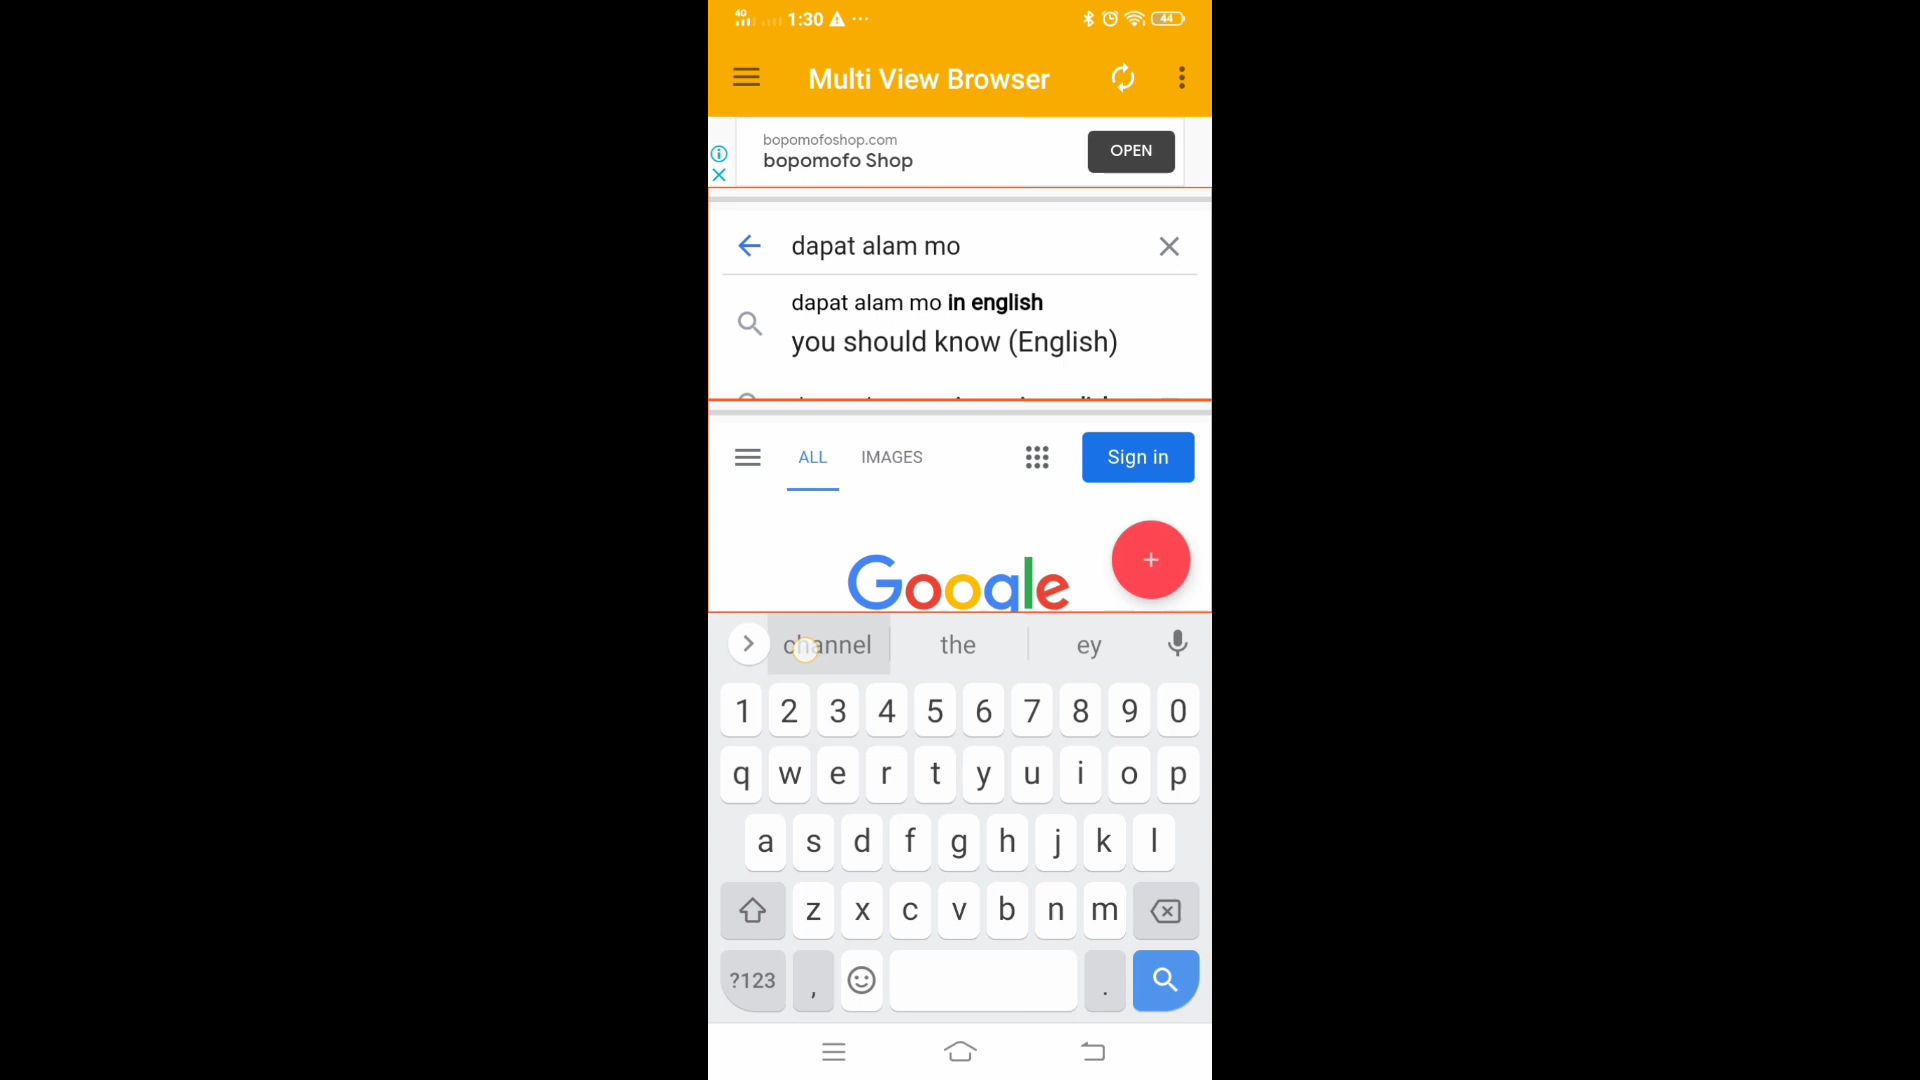 4G 1:30 ··· 44
Multi View Browser
bopomofoshop.com
bopomofo Shop
OPEN
dapat alam mo
dapat alam mo in english
you should know (English)
ALL IMAGES Sign in
+
Google
channel the ey
1 2 3 4 5 6 7 8 9 0
q w e r t y u i o p
a s d f g h j k l
z x c v b n m
?123 , .